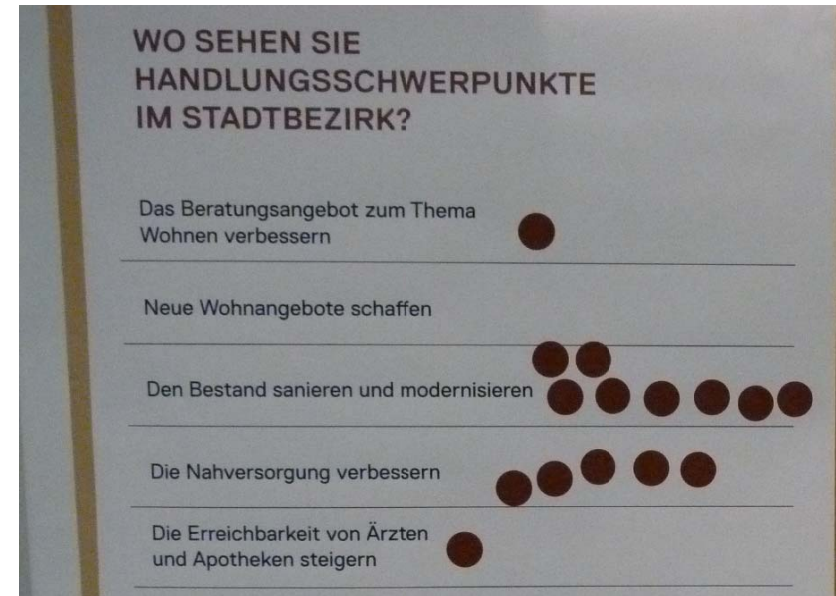 WO SEHEN SIE
HANDLUNGSSCHWERPUNKTE
IM STADTBEZIRK?
Das Beratungsangebot zum Thema
Wohnen verbessern
Neue Wohnangebote schaffen
Den Bestand sanieren und modernisieren
Die Nahversorgung verbessern
Die Erreichbarkeit von Ärzten
und Apotheken steigern